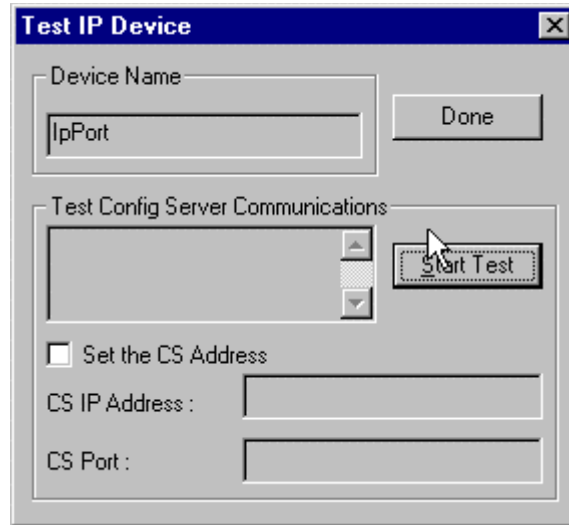 Test IP Device
Device Name
IpPort
Done
Test Config Server Communications
Start Test
Set the CS Address
CS IP Address :
CS Port :